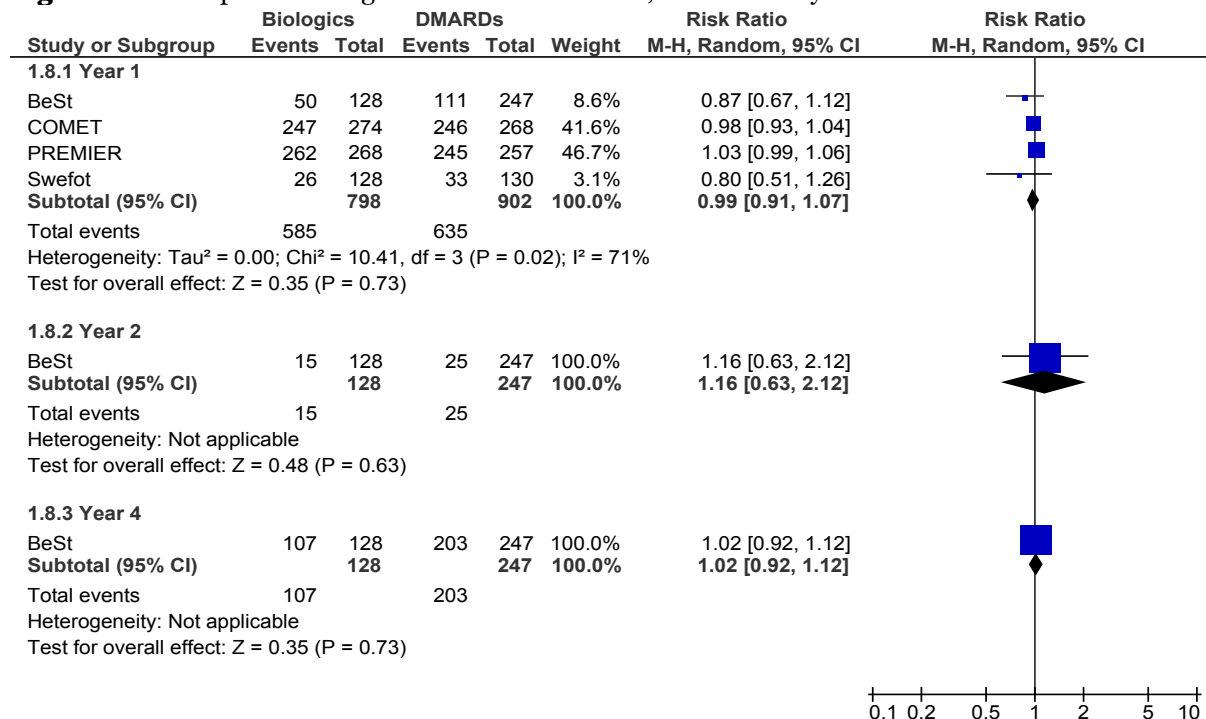 Biologics DMARDs Risk Ratio Risk Ratio
Study or Subgroup Events Total Events Total Weight M-H, Random, 95% CI M-H, Random, 95% CI
1.8.1 Year 1
BeSt 50 128 111 247 8.6% 0.87 [0.67, 1.12]
COMET 247 274 246 268 41.6% 0.98 [0.93, 1.04]
PREMIER 262 268 245 257 46.7% 1.03 [0.99, 1.06]
Swefot 26 128 33 130 3.1% 0.80 [0.51, 1.26]
Subtotal (95% CI) 798 902 100.0% 0.99 [0.91, 1.07]
Total events 585 635
Heterogeneity: Tau² = 0.00; Chi² = 10.41, df = 3 (P = 0.02); I² = 71%
Test for overall effect: Z = 0.35 (P = 0.73)
1.8.2 Year 2
BeSt 15 128 25 247 100.0% 1.16 [0.63, 2.12]
Subtotal (95% CI) 128 247 100.0% 1.16 [0.63, 2.12]
Total events 15 25
Heterogeneity: Not applicable
Test for overall effect: Z = 0.48 (P = 0.63)
1.8.3 Year 4
BeSt 107 128 203 247 100.0% 1.02 [0.92, 1.12]
Subtotal (95% CI) 128 247 100.0% 1.02 [0.92, 1.12]
Total events 107 203
Heterogeneity: Not applicable
Test for overall effect: Z = 0.35 (P = 0.73)
0.1 0.2 0.5 1 2 5 10